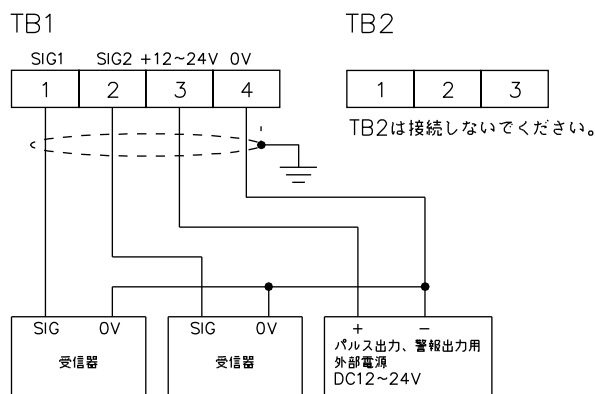 TB1
TB2
SIG1 SIG2 +12~24V 0V
1 2 3 4
1 2 3
TB2は接続しないでください。
SIG 0V
受信器
SIG 0V
受信器
+ −
パルス出力、警報出力用
外部電源
DC12~24V